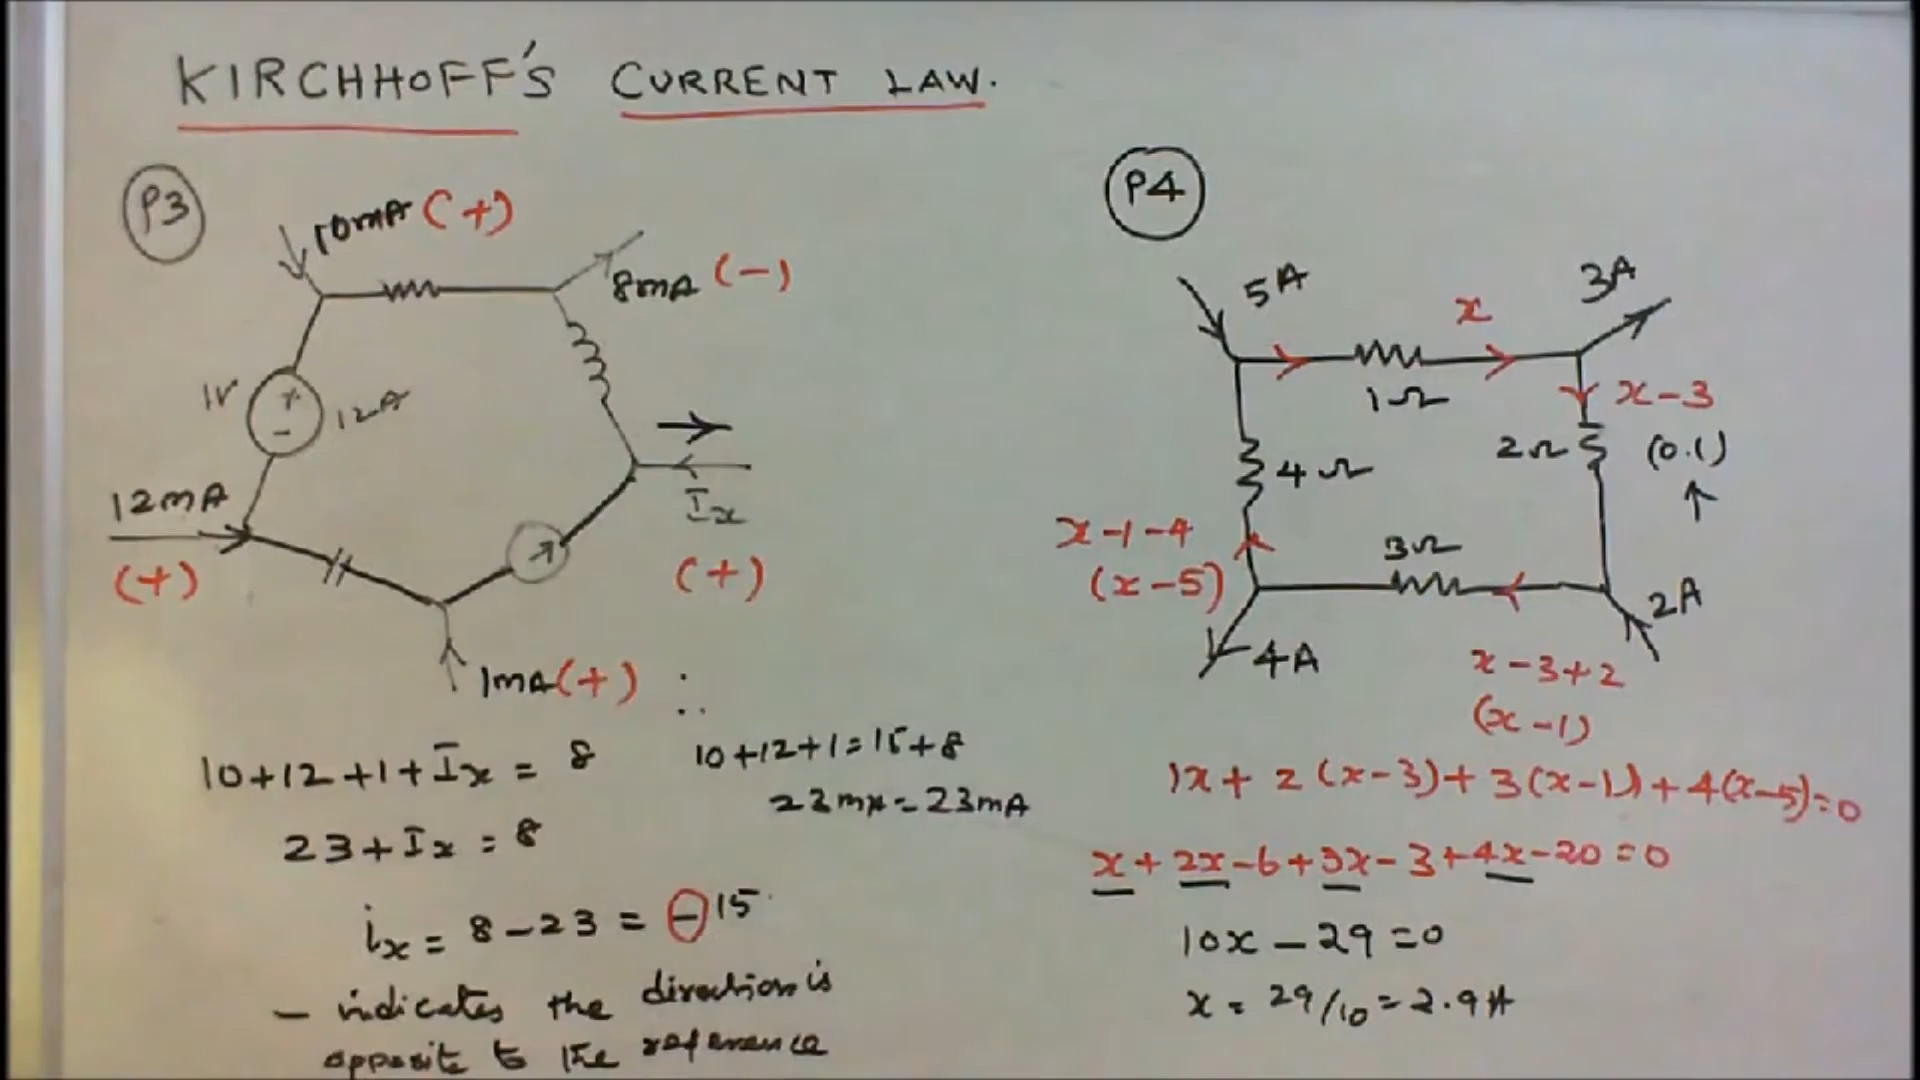 KIRCHHOFF'S CURRENT LAW.
P3
10mA (+)
8mA (-)
1V
+
-
12A
12mA
(+)
Ix
(+)
1mA (+)
∴
10+12+1+Ix = 8
23+Ix = 8
ix = 8-23 = -15
- indicates the direction is
opposite to the reference
10+12+1=15+8
23mA=23mA
P4
5A
x
3A
1Ω
x-3
2Ω
(0.1)
↑
4Ω
x-1-4
(x-5)
3Ω
2A
4A
x-3+2
(x-1)
1x + 2(x-3)+ 3(x-1)+4(x-5)=0
x+2x-6+3x-3+4x-20=0
10x-29=0
x = 29/10=2.9A